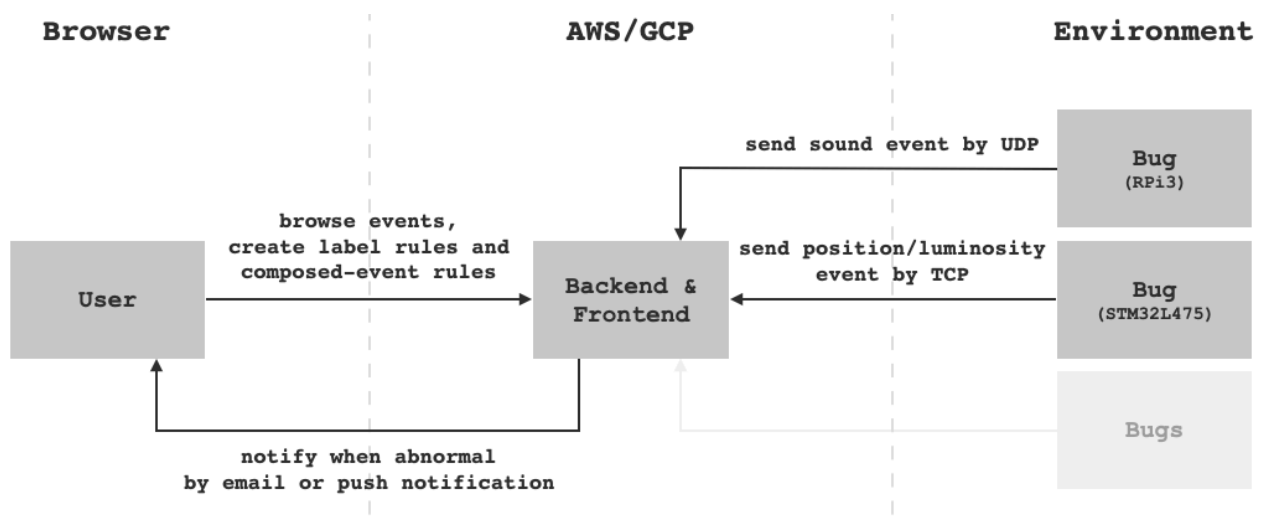 Browser
AWS/GCP
Environment
send sound event by UDP
Bug
(RPi3)
browse events,
create label rules and
composed-event rules
send position/luminosity
event by TCP
User
Backend &
Frontend
Bug
(STM32L475)
Bugs
notify when abnormal
by email or push notification